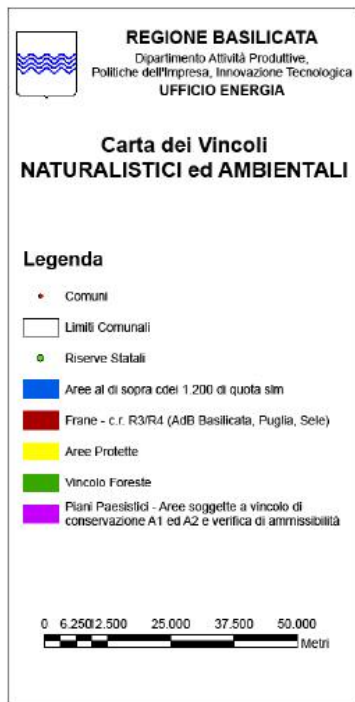 REGIONE BASILICATA
Dipartimento Attività Produttive,
Politiche dell'Impresa, Innovazione Tecnologica
UFFICIO ENERGIA
Carta dei Vincoli
NATURALISTICI ed AMBIENTALI
Legenda
Comuni
Limiti Comunali
Riserve Statali
Aree al di sopra cdei 1.200 di quota slm
Frane - c.r. R3/R4 (AdB Basilicata, Puglia, Sele)
Aree Protette
Vincolo Foreste
Piani Paesistici - Aree soggette a vincolo di
conservazione A1 ed A2 e verifica di ammissibilità
0 6.250 12.500 25.000 37.500 50.000
Metri